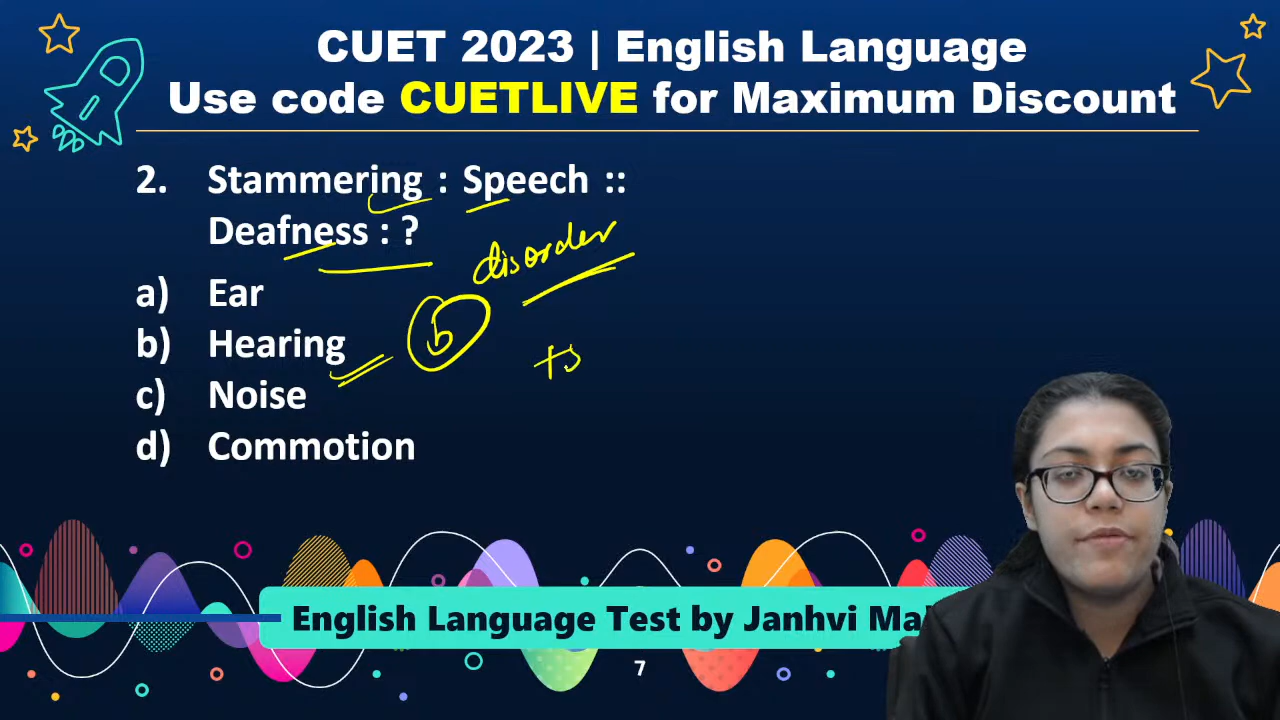 CUET 2023 | English Language
Use code CUETLIVE for Maximum Discount
2. Stammering : Speech ::
Deafness : ?
disorder
a) Ear
b) Hearing
b
c) Noise
d) Commotion
English Language Test by Janhvi
7